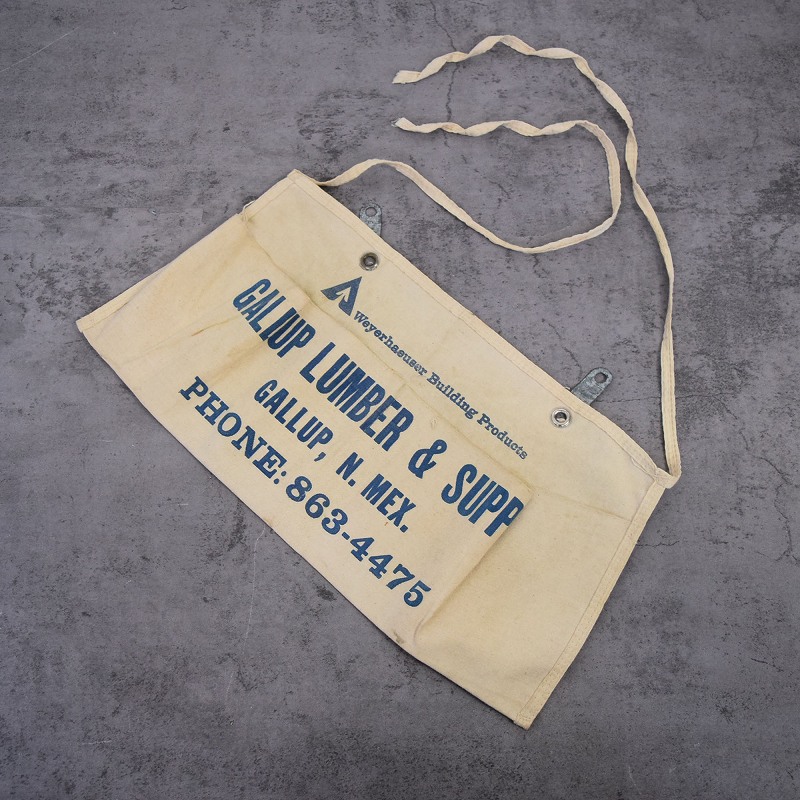 Weyerhaeuser Building Products
GALLUP LUMBER & SUPP
GALLUP, N. MEX.
PHONE: 863-4475